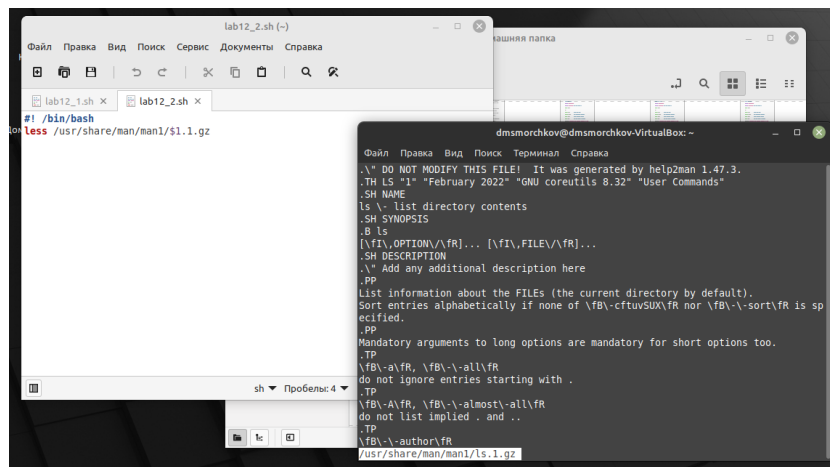 lab12_2.sh (~)
Файл Правка Вид Поиск Сервис Документы Справка
lab12_1.sh
lab12_2.sh
#! /bin/bash
less /usr/share/man/man1/$1.1.gz
sh
Пробелы: 4
папка
dmsmorchkov@dmsmorchkov-VirtualBox: ~
Файл Правка Вид Поиск Терминал Справка
.\" DO NOT MODIFY THIS FILE!  It was generated by help2man 1.47.3.
.TH LS "1" "February 2022" "GNU coreutils 8.32" "User Commands"
.SH NAME
ls \- list directory contents
.SH SYNOPSIS
.B ls
[\fI\,OPTION\/\fR]... [\fI\,FILE\/\fR]...
.SH DESCRIPTION
.\" Add any additional description here
.PP
List information about the FILEs (the current directory by default).
Sort entries alphabetically if none of \fB\-cftuvSUX\fR nor \fB\-\-sort\fR is sp
ecified.
.PP
Mandatory arguments to long options are mandatory for short options too.
.TP
\fB\-a\fR, \fB\-\-all\fR
do not ignore entries starting with .
.TP
\fB\-A\fR, \fB\-\-almost\-all\fR
do not list implied . and ..
.TP
\fB\-\-author\fR
/usr/share/man/man1/ls.1.gz